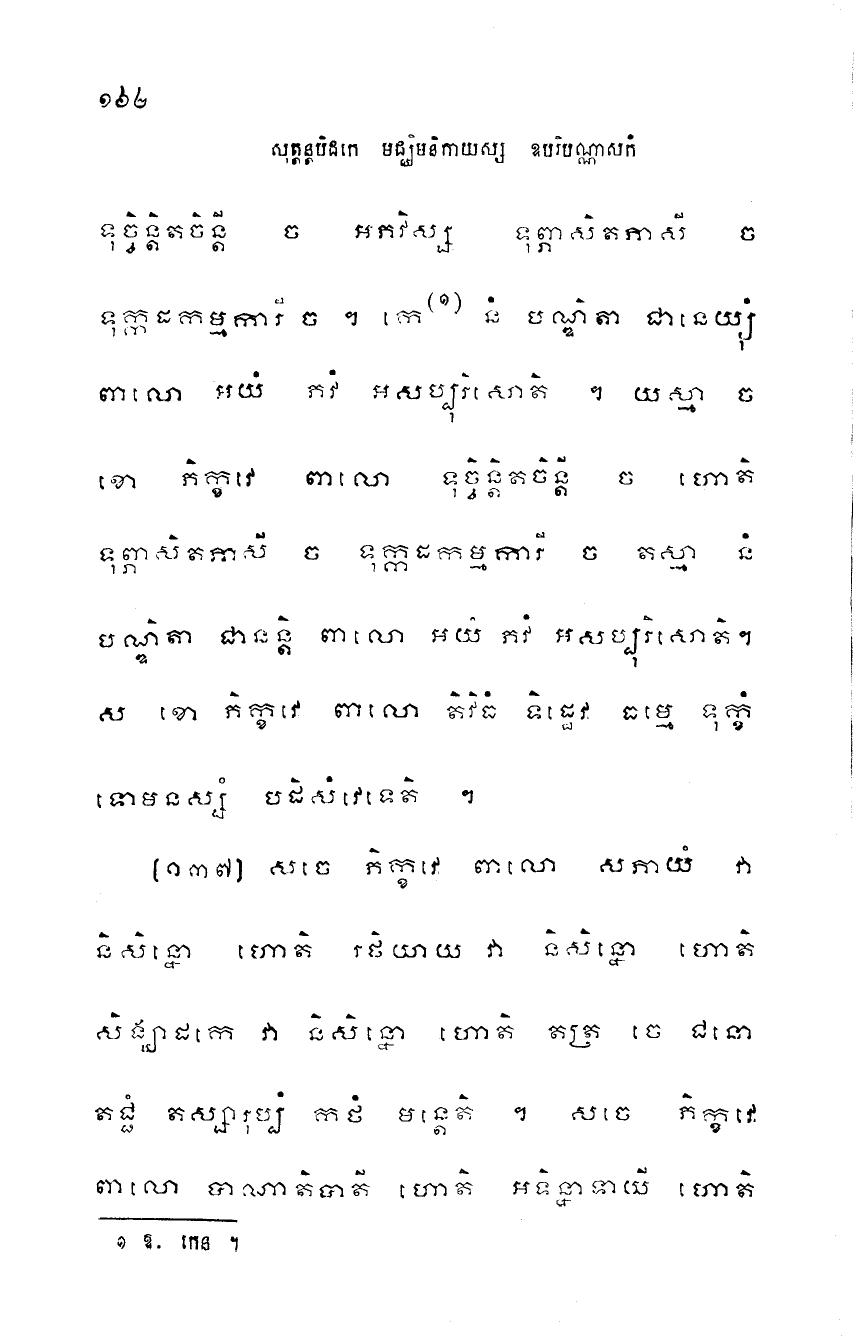 ១៦២
សុត្តន្តបិដកេ មជ្ឈិមនិកាយស្ស ឧបរិបណ្ណាសកំ
ទុច្ចិន្តិតចិន្តី ច អភវិស្ស ទុព្ភាសិតភាសី ច
ទុក្កដកម្មការី ច ។ កេ(១) នំ បណ្ឌិតា ជានេយ្យុំ
ពាលោ អយំ ភវំ អសប្បុរិសោតិ ។ យស្មា ច
ខោ ភិក្ខវេ ពាលោ ទុច្ចិន្តិតចិន្តី ច ហោតិ
ទុព្ភាសិតភាសី ច ទុក្កដកម្មការី ច តស្មា នំ
បណ្ឌិតា ជានន្តិ ពាលោ អយំ ភវំ អសប្បុរិសោតិ។
ស ខោ ភិក្ខវេ ពាលោ តិវិធំ ទិដ្ឋេវ ធម្មេ ទុក្ខំ
ទោមនស្សំ បដិសំវេទេតិ ។
[១៣៧] សចេ ភិក្ខវេ ពាលោ សភាយំ វា
និសិន្នោ ហោតិ រថិយាយ វា និសិន្នោ ហោតិ
សិង្ឃាដកេ វា និសិន្នោ ហោតិ តត្រ ចេ ជនោ
តជ្ជំ តស្សារុប្បំ កថំ មន្តេតិ ។ សចេ ភិក្ខវេ
ពាលោ បាណាតិបាតី ហោតិ អទិន្នាទាយី ហោតិ
១ ឱ. កេន ។